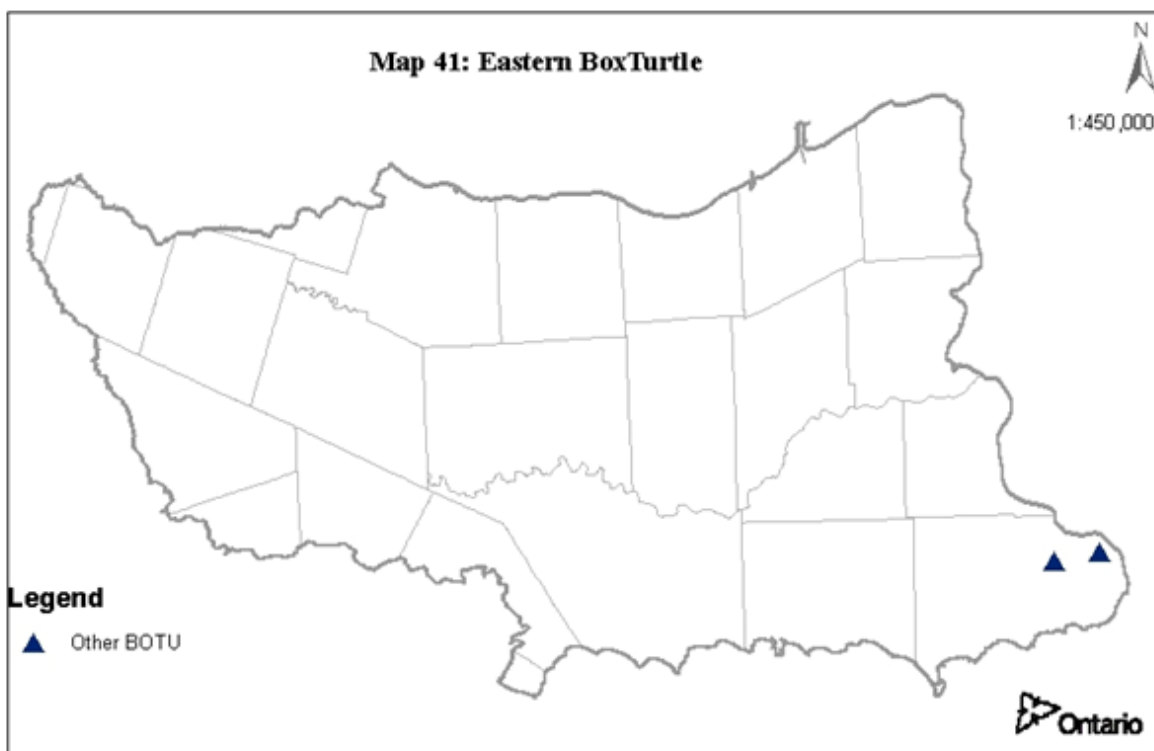 Map 41: Eastern BoxTurtle
N
1:450,000
Legend
Other BOTU
Ontario